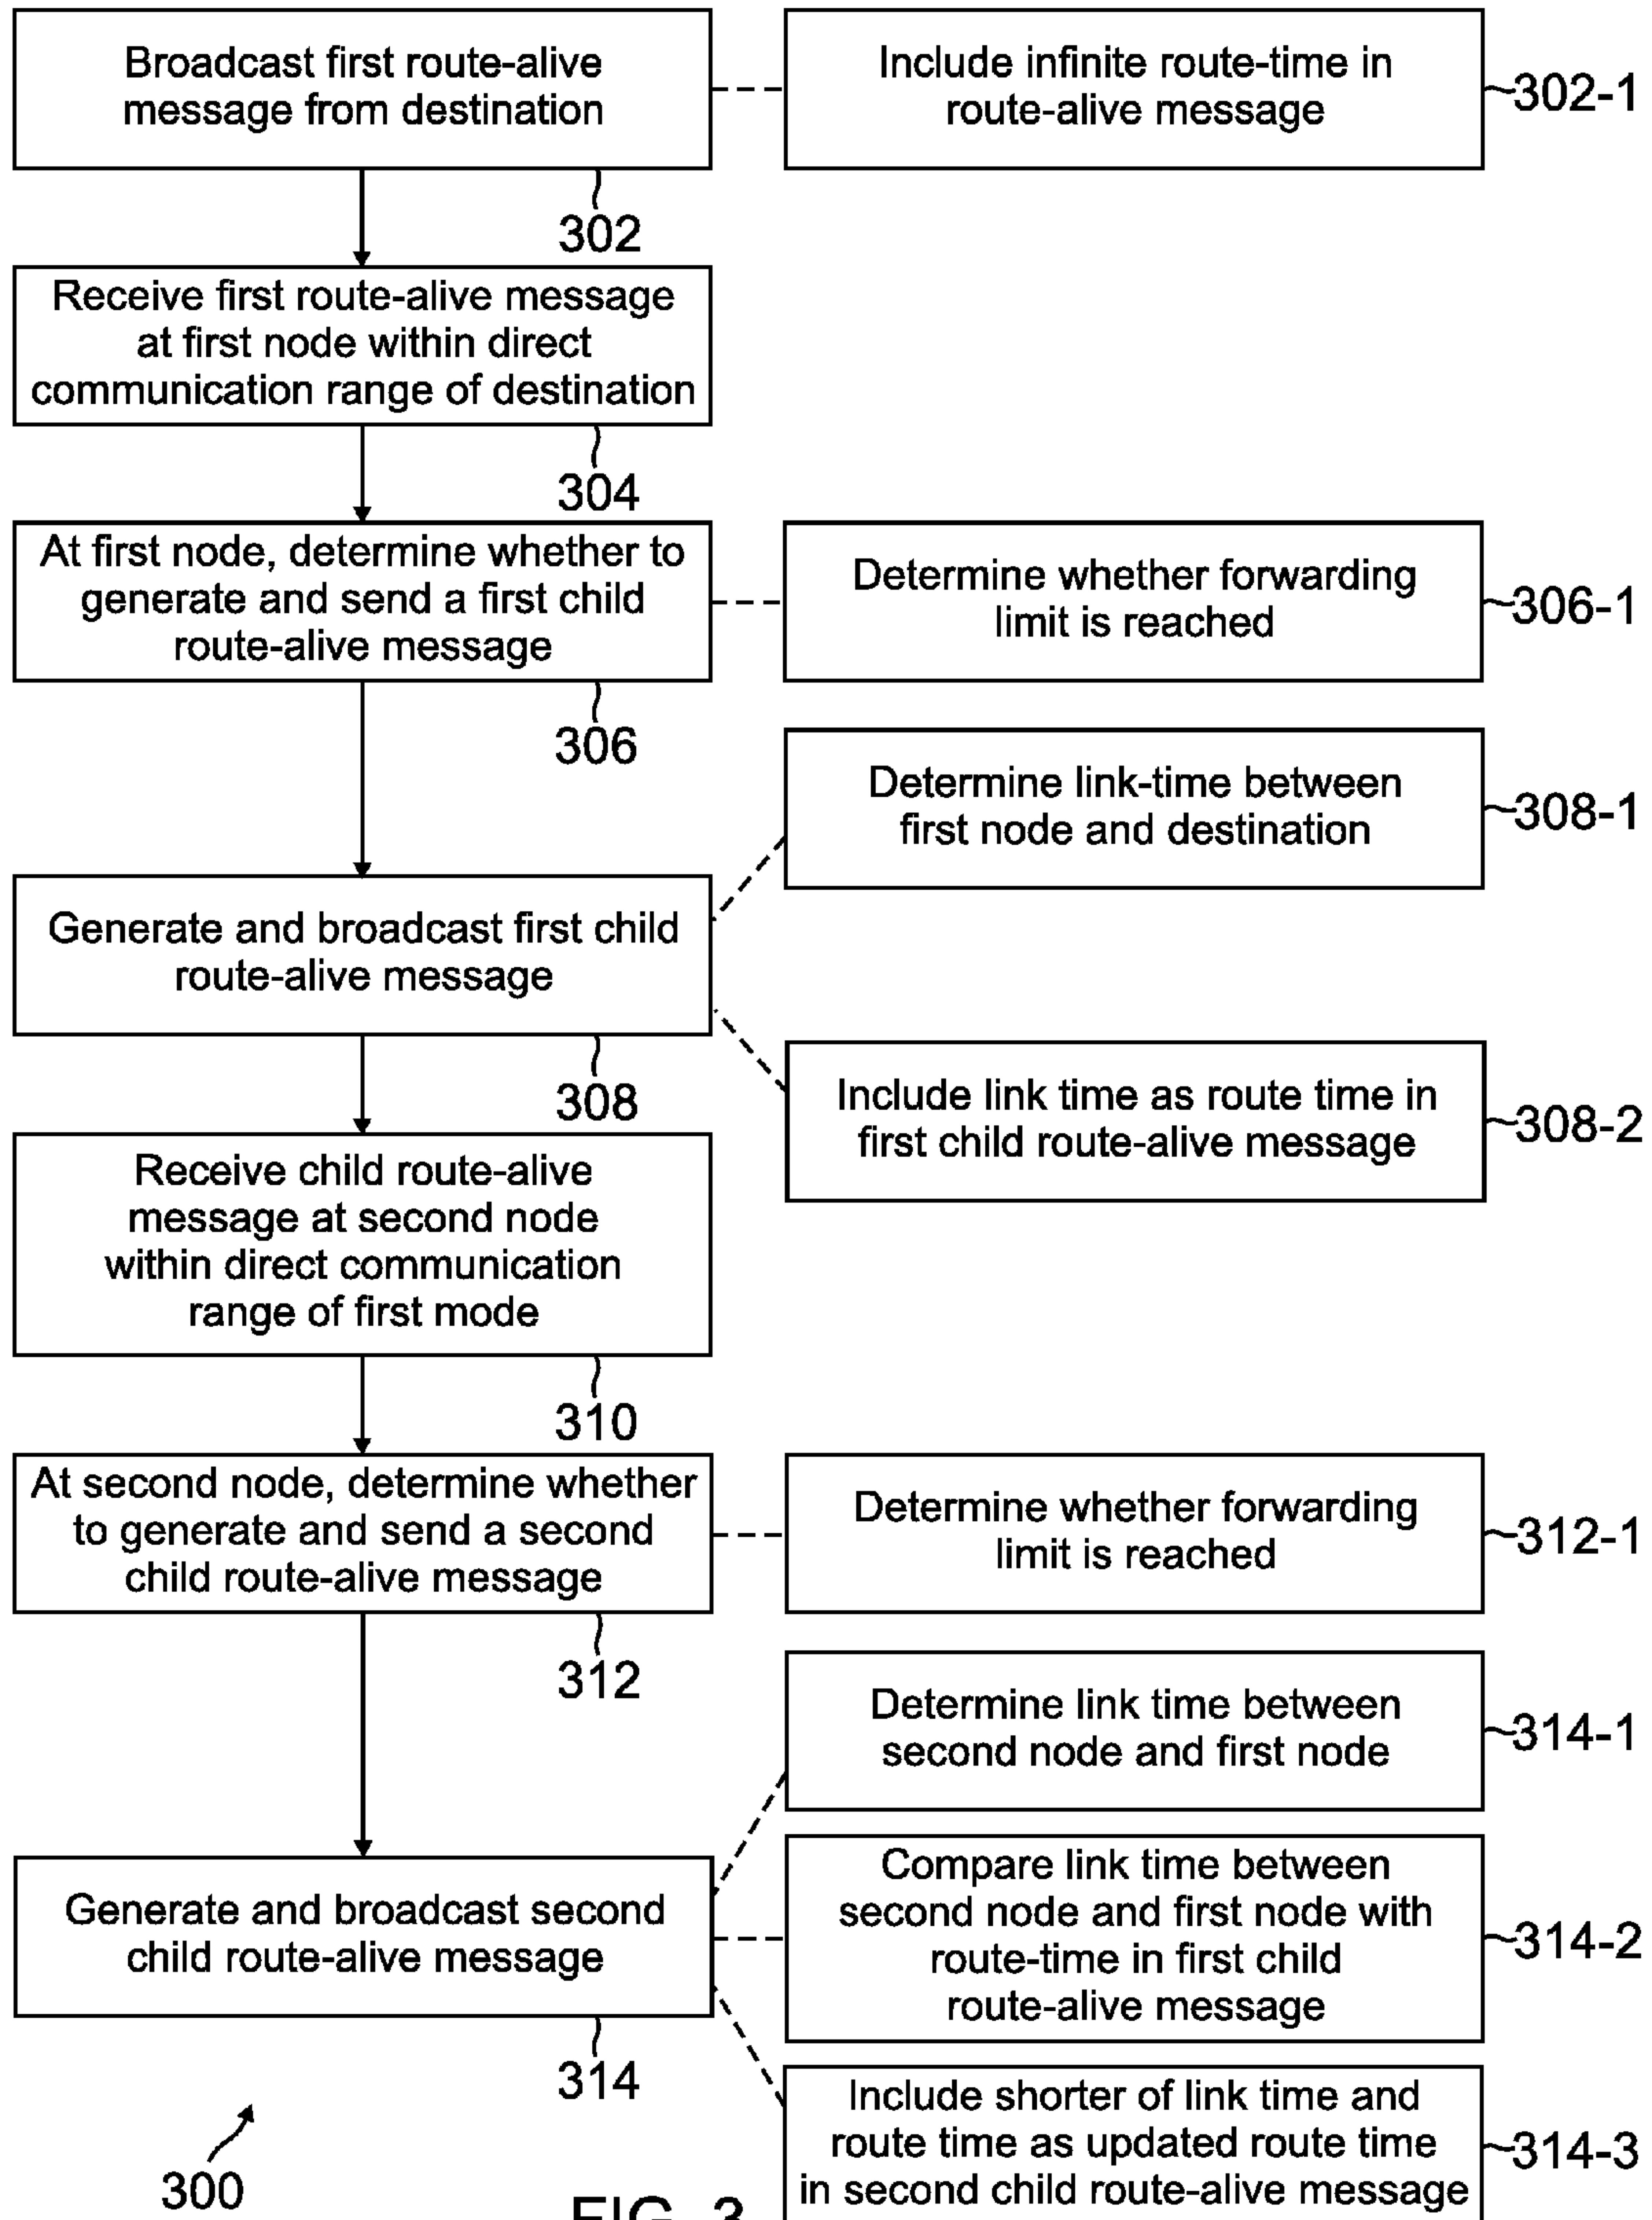 Broadcast first route-alive
message from destination
302
Include infinite route-time in
route-alive message
302-1
Receive first route-alive message
at first node within direct
communication range of destination
304
At first node, determine whether to
generate and send a first child
route-alive message
306
Determine whether forwarding
limit is reached
306-1
Generate and broadcast first child
route-alive message
308
Determine link-time between
first node and destination
308-1
Include link time as route time in
first child route-alive message
308-2
Receive child route-alive
message at second node
within direct communication
range of first mode
310
At second node, determine whether
to generate and send a second
child route-alive message
312
Determine whether forwarding
limit is reached
312-1
Generate and broadcast second
child route-alive message
314
Determine link time between
second node and first node
314-1
Compare link time between
second node and first node with
route-time in first child
route-alive message
314-2
Include shorter of link time and
route time as updated route time
in second child route-alive message
314-3
300
FIG. 3